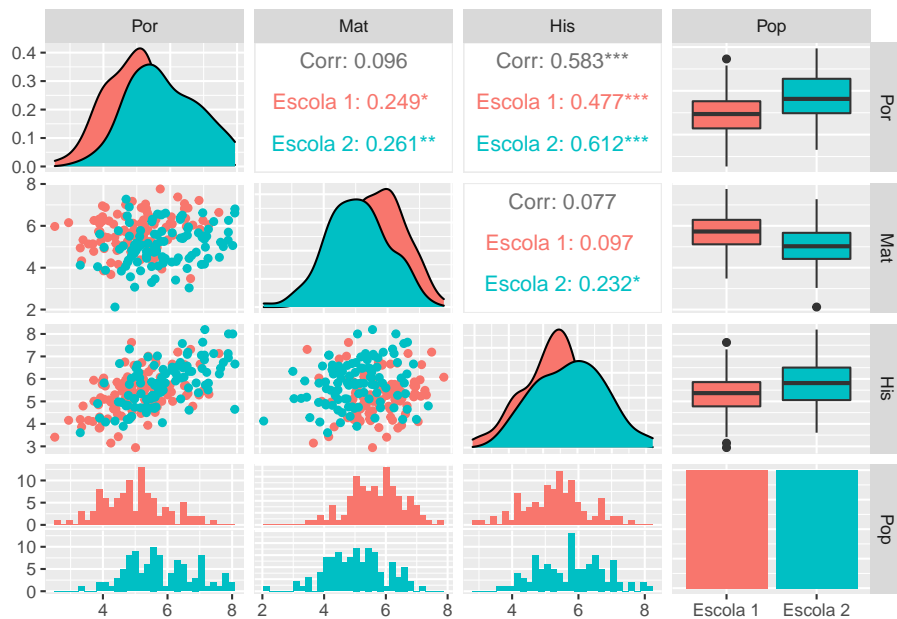 Por Mat His Pop
0.4
0.3
0.2
0.1
0.0
Corr: 0.096
Escola 1: 0.249*
Escola 2: 0.261**
Corr: 0.583***
Escola 1: 0.477***
Escola 2: 0.612***
Por
8
6
4
2
Corr: 0.077
Escola 1: 0.097
Escola 2: 0.232*
Mat
8
7
6
5
4
3
His
10
5
0
10
5
0
Pop
4 6 8 2 4 6 8 4 6 8 Escola 1 Escola 2